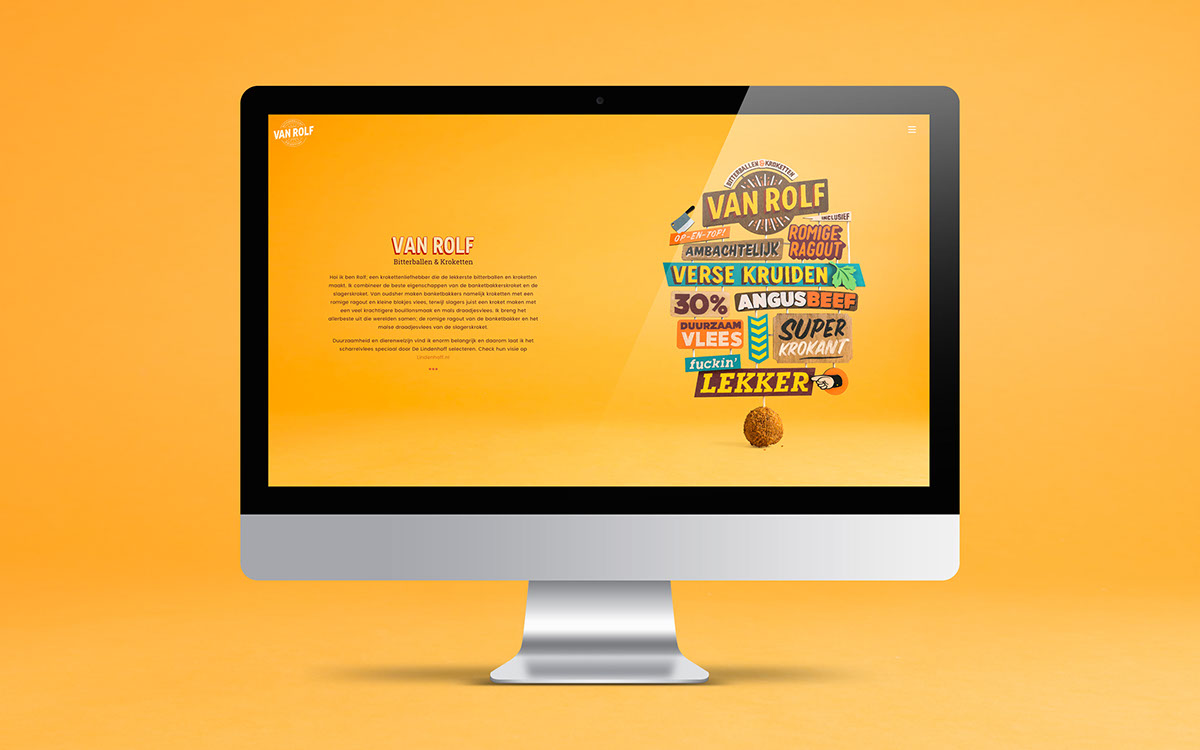 VAN ROLF
VAN ROLF
Bitterballen & Kroketten
Hoi ik ben Rolf; een krokettenliefhebber die de lekkerste bitterballen en kroketten
maakt. Ik combineer de beste eigenschappen van de banketbakkerskroket en de
slagerskroket. Van oudsher maken banketbakkers namelijk kroketten met een
romige ragout en kleine blokjes vlees, terwijl slagers juist een kroket maken met
een veel krachtigere bouillonsmaak en mals draadjesvlees. Ik breng het
allerbeste uit die werelden samen; de romige ragout van de banketbakker en het
malse draadjesvlees van de slagerskroket.
Duurzaamheid en dierenwelzijn vind ik enorm belangrijk en daarom laat ik het
scharrelvlees speciaal door De Lindenhoff selecteren. Check hun visie op
Lindenhoff.nl
BITTERBALLEN & KROKETTEN
VAN ROLF
INCLUSIEF
OP-EN-TOP!
ROMIGE
RAGOUT
AMBACHTELIJK
VERSE KRUIDEN
30%
ANGUSBEEF
DUURZAAM
VLEES
SUPER
KROKANT
fuckin'
LEKKER